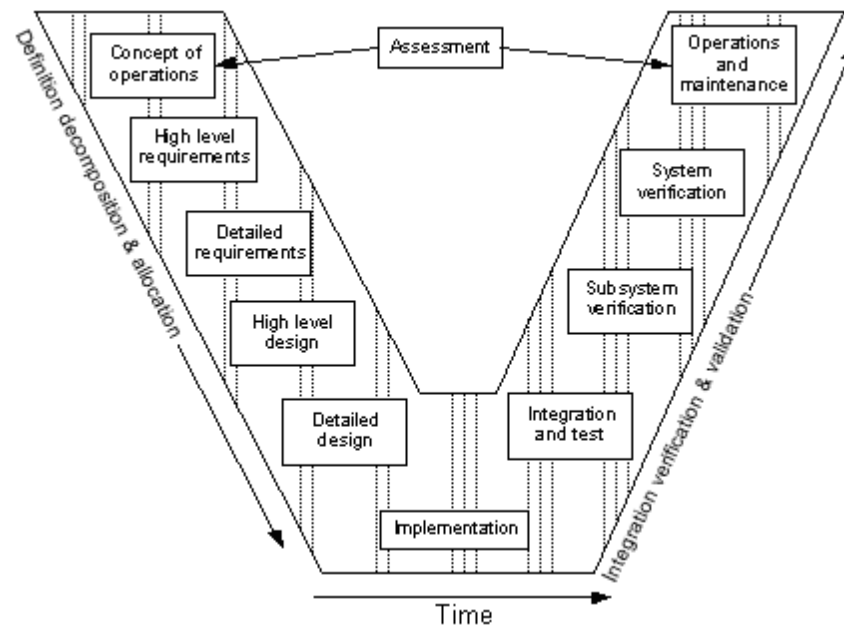 Definition decomposition & allocation
Concept of
operations
Assessment
Operations
and
maintenance
High level
requirements
System
verification
Detailed
requirements
Subsystem
verification
High level
design
Detailed
design
Integration
and test
Implementation
Integration verification & validation
Time